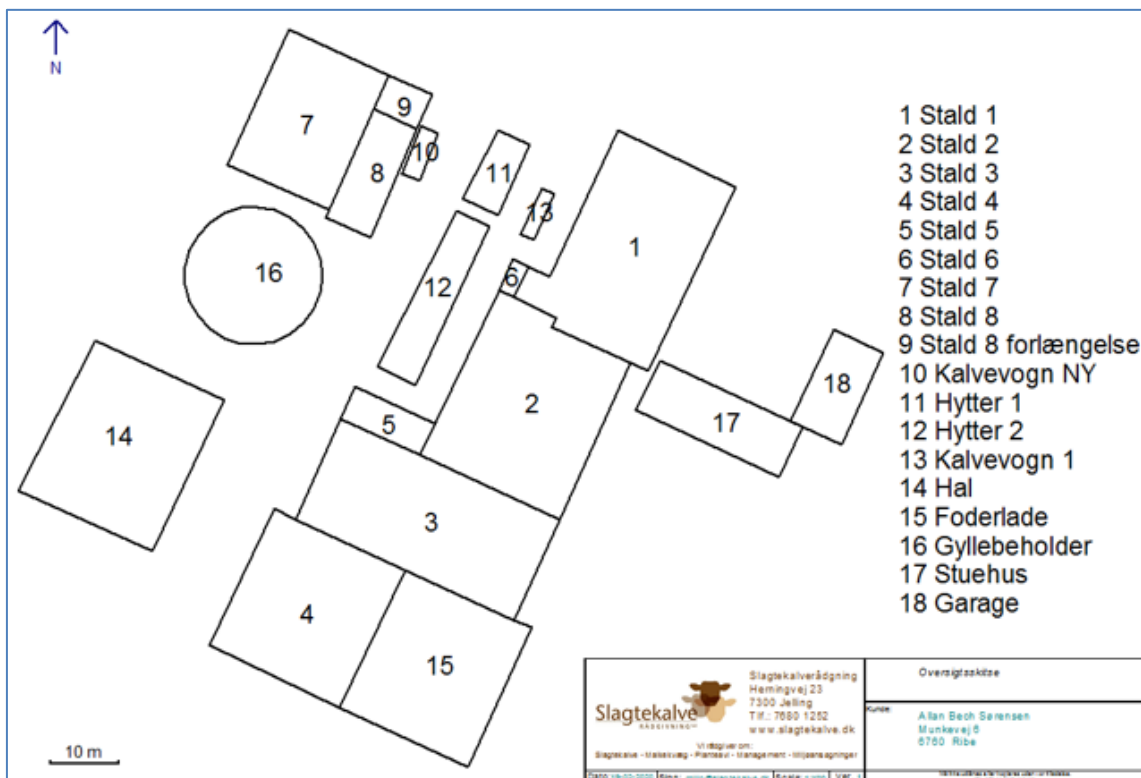 N
7
9
10
8
11
13
1
16
6
12
2
18
5
17
14
3
4
15
1 Stald 1
2 Stald 2
3 Stald 3
4 Stald 4
5 Stald 5
6 Stald 6
7 Stald 7
8 Stald 8
9 Stald 8 forlængelse
10 Kalvevogn NY
11 Hytter 1
12 Hytter 2
13 Kalvevogn 1
14 Hal
15 Foderlade
16 Gyllebeholder
17 Stuehus
18 Garage
10 m
Slagtekalve
RÅDGIVNING
Slagtekalverådgning
Herningvej 23
7300 Jelling
Tlf.: 7680 1252
www.slagtekalve.dk
Vi rådgiver om:
Slagtekalve - Malkekvæg - Planteavl - Management - Miljøansøgninger
Oversigtsskitse
Kunde:
Allan Bech Sørensen
Munkevej 6
6760 Ribe